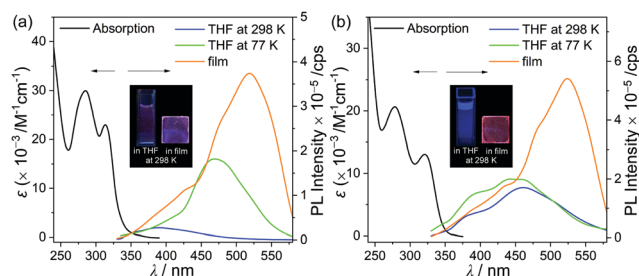 (a)
Absorption
THF at 298 K
THF at 77 K
film
in THF in film
at 298 K
ε (× 10⁻³ /M⁻¹cm⁻¹)
40
30
20
10
0
PL Intensity × 10⁻⁵ /cps
5
4
3
2
1
0
250 300 350 400 450 500 550
λ / nm
(b)
Absorption
THF at 298 K
THF at 77 K
film
in THF in film
at 298 K
ε (× 10⁻³ /M⁻¹cm⁻¹)
30
20
10
0
PL Intensity × 10⁻⁵ /cps
6
4
2
0
250 300 350 400 450 500 550
λ / nm